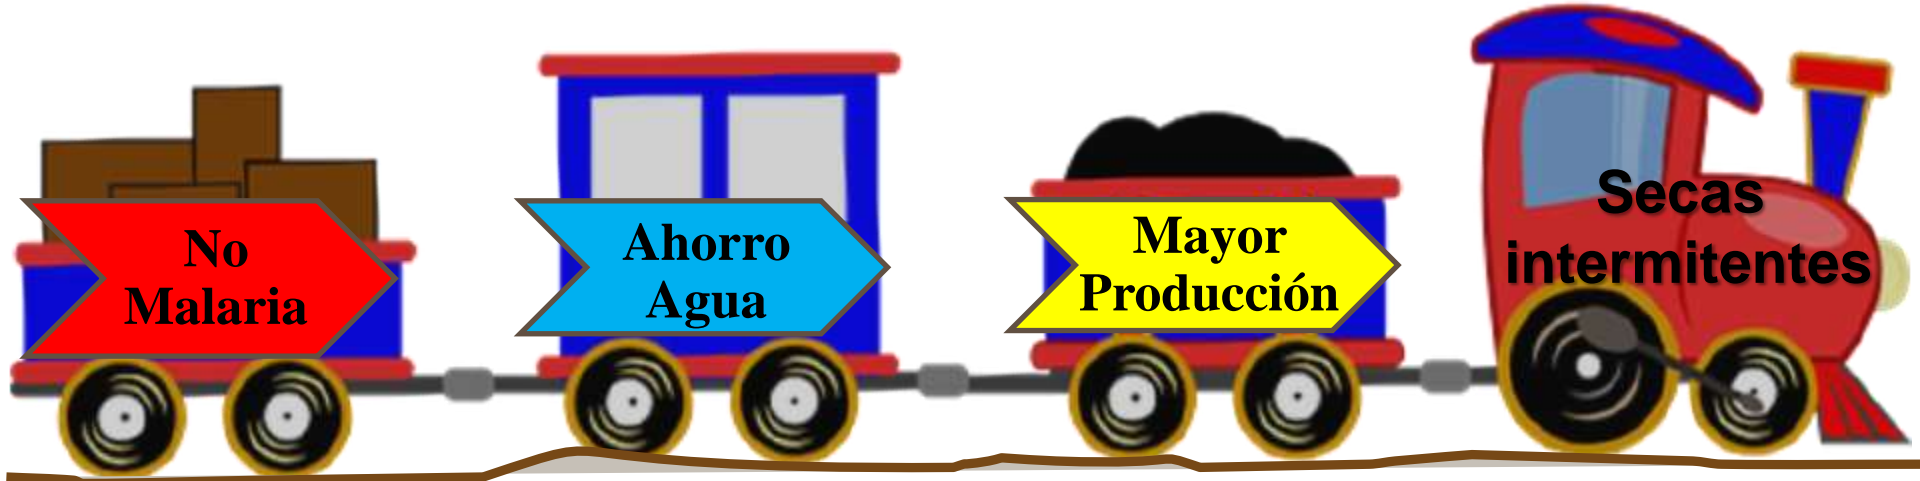 No
Malaria
Ahorro
Agua
Mayor
Producción
Secas
intermitentes